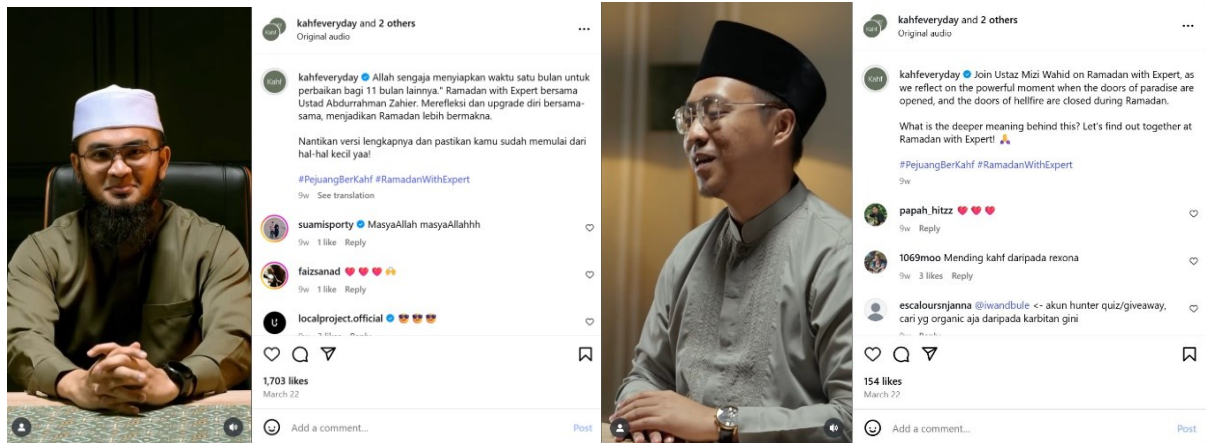 kahfeveryday and 2 others
Original audio
kahfeveryday Allah sengaja menyiapkan waktu satu bulan untuk
perbaikan bagi 11 bulan lainnya." Ramadan with Expert bersama
Ustad Abdurrahman Zahier. Merefleksi dan upgrade diri bersama-
sama, menjadikan Ramadan lebih bermakna.
Nantikan versi lengkapnya dan pastikan kamu sudah memulai dari
hal-hal kecil yaa!
#PejuangBerKahf #RamadanWithExpert
9w See translation
suamisporty MasyaAllah masyaAllahhh
9w 1 like Reply
faizsanad ❤️ ❤️ ❤️ 🙌
9w 1 like Reply
localproject.official 😎 😎 😎
1,703 likes
March 22
Add a comment...
Post
kahfeveryday and 2 others
Original audio
kahfeveryday Join Ustaz Mizi Wahid on Ramadan with Expert, as
we reflect on the powerful moment when the doors of paradise are
opened, and the doors of hellfire are closed during Ramadan.
What is the deeper meaning behind this? Let's find out together at
Ramadan with Expert! 🙏
#PejuangBerKahf #RamadanWithExpert
9w
papah_hitzz ❤️ ❤️ ❤️
9w Reply
1069moo Mending kahf daripada rexona
9w 3 likes Reply
escaloursnjanna @iwandbule <- akun hunter quiz/giveaway,
cari yg organic aja daripada karbitan gini
154 likes
March 22
Add a comment...
Post